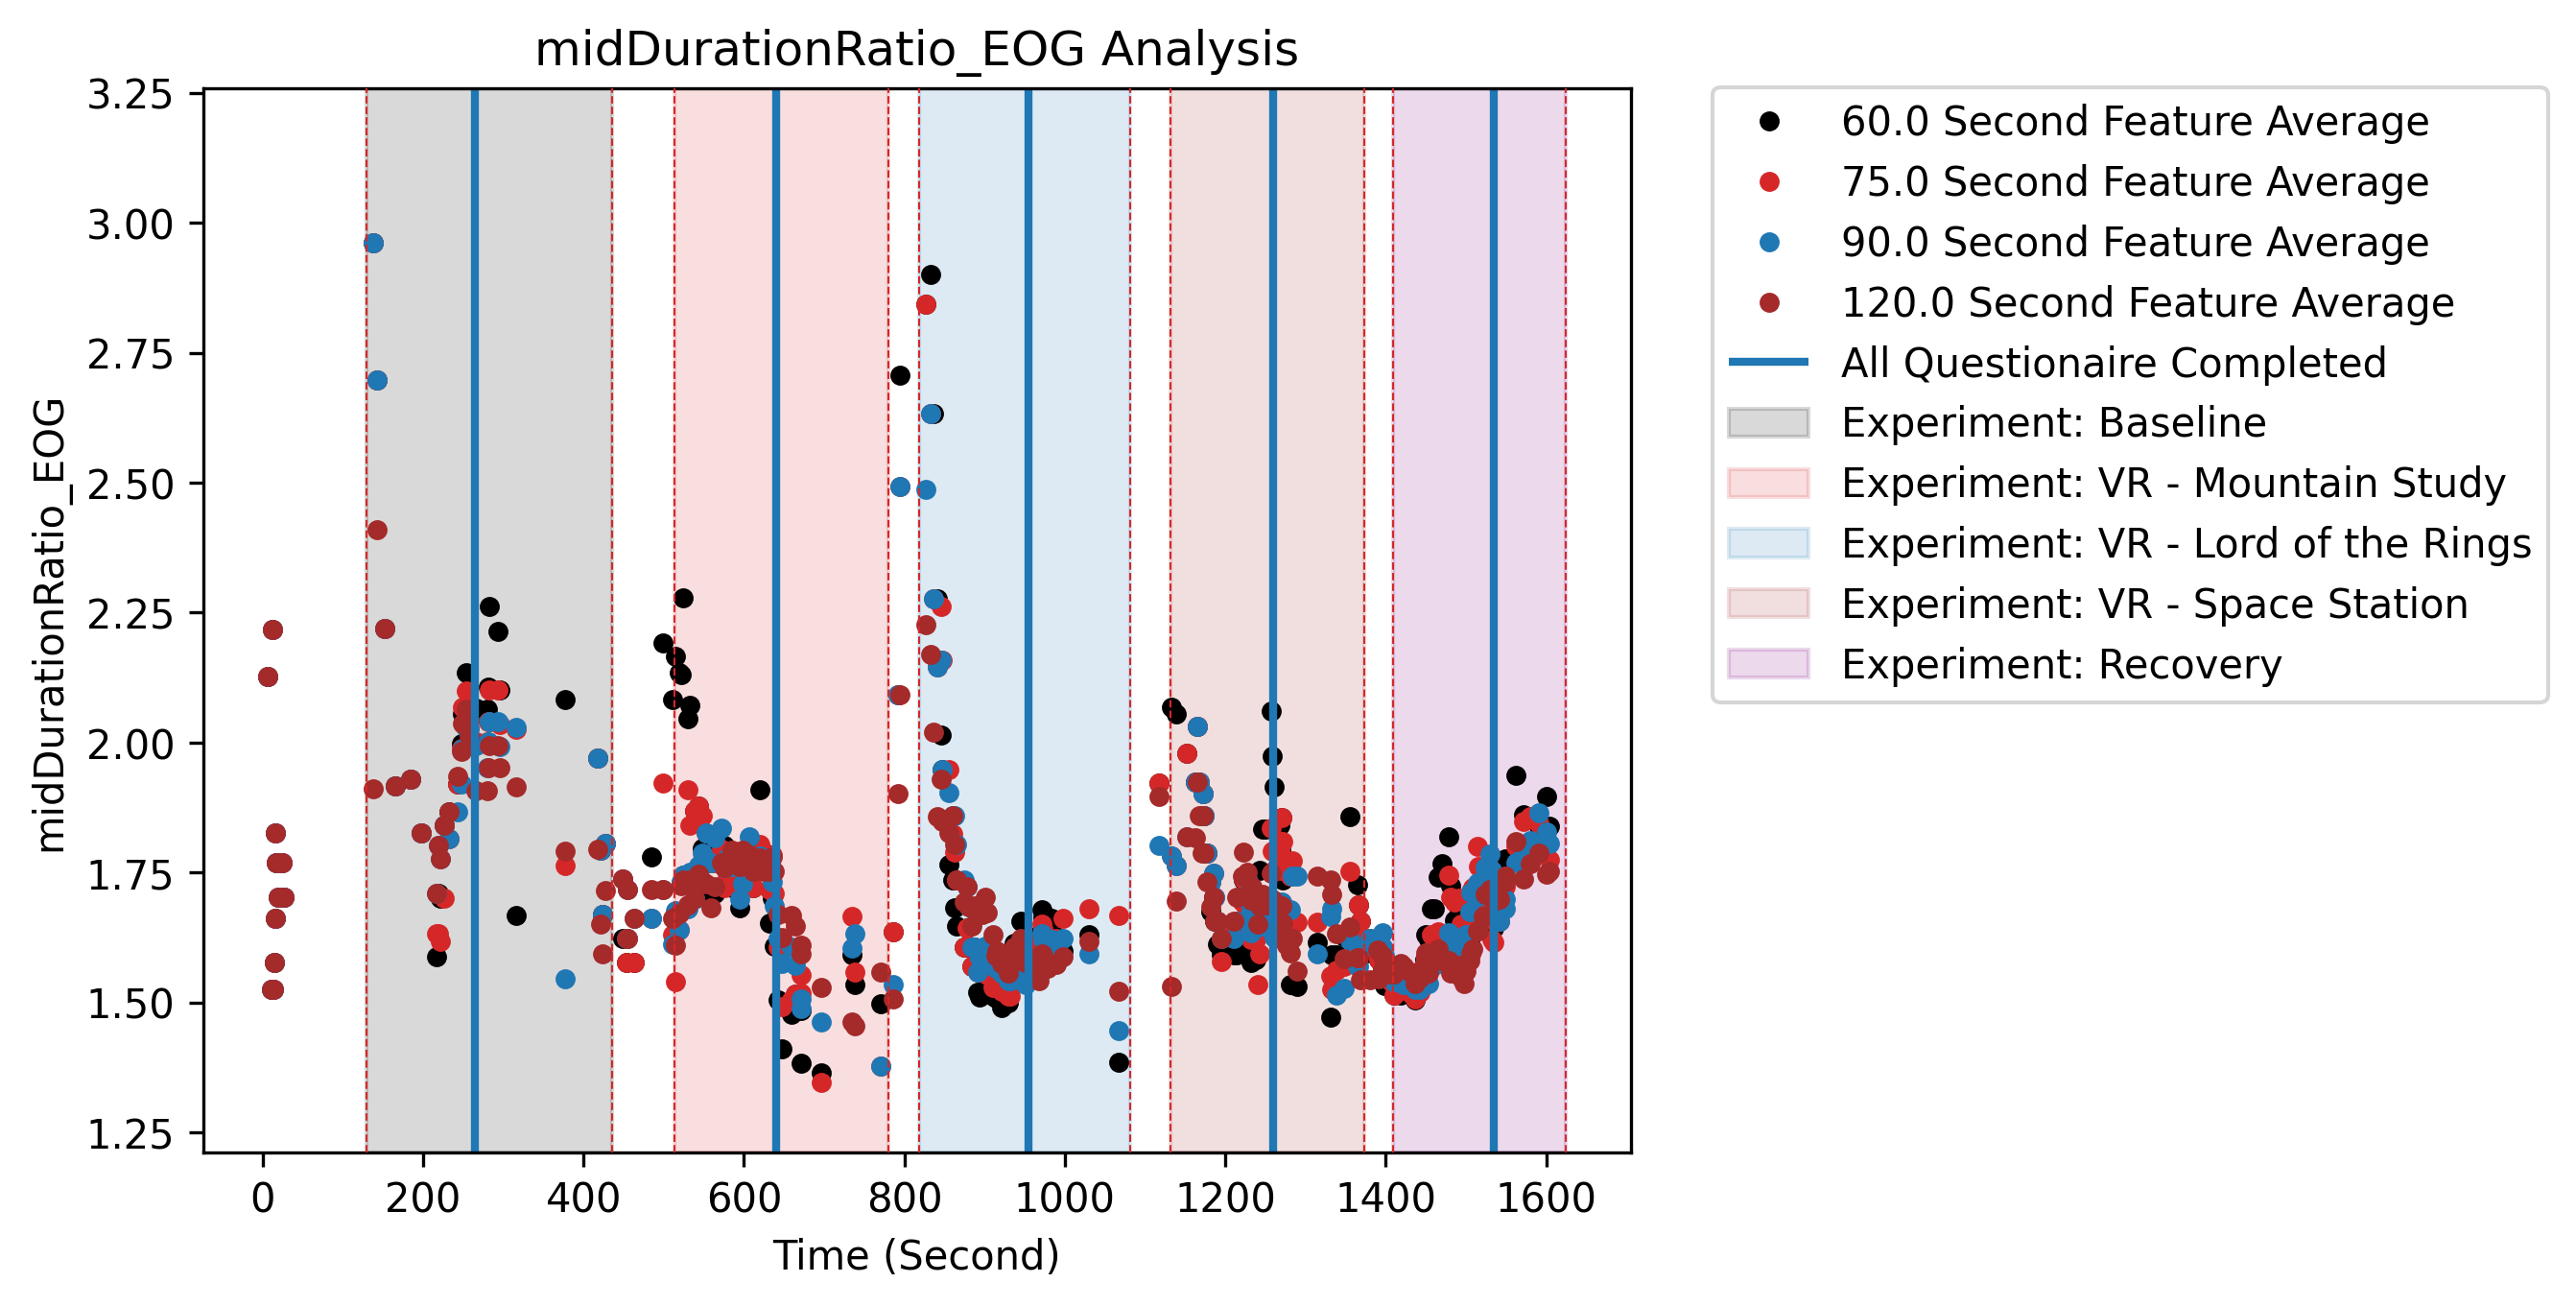 midDurationRatio_EOG Analysis
3.25
3.00
2.75
2.50
2.25
2.00
1.75
1.50
1.25
midDurationRatio_EOG
0 200 400 600 800 1000 1200 1400 1600
Time (Second)
60.0 Second Feature Average
75.0 Second Feature Average
90.0 Second Feature Average
120.0 Second Feature Average
All Questionaire Completed
Experiment: Baseline
Experiment: VR - Mountain Study
Experiment: VR - Lord of the Rings
Experiment: VR - Space Station
Experiment: Recovery